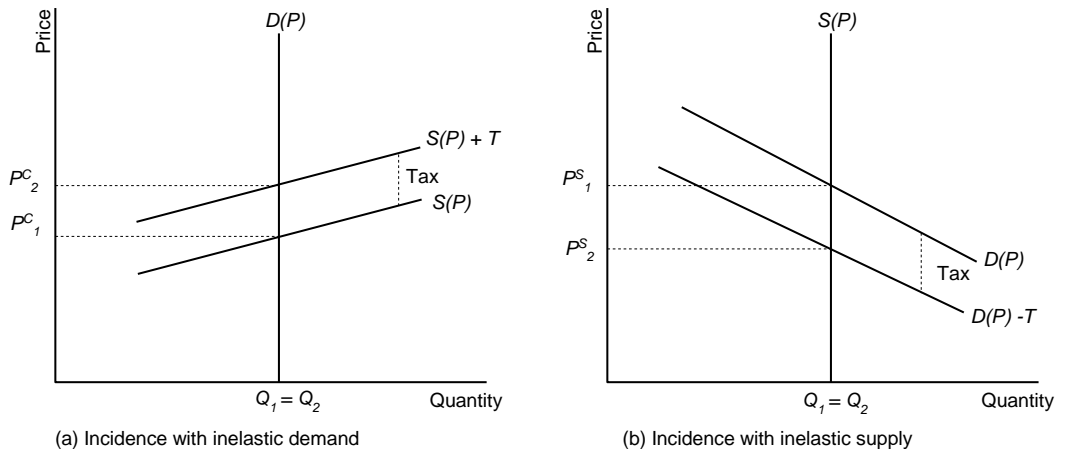 Price
D(P)
S(P) + T
Tax
S(P)
P^C_2
P^C_1
Q_1 = Q_2
Quantity
(a) Incidence with inelastic demand
Price
S(P)
P^S_1
P^S_2
Tax
D(P)
D(P) -T
Q_1 = Q_2
Quantity
(b) Incidence with inelastic supply